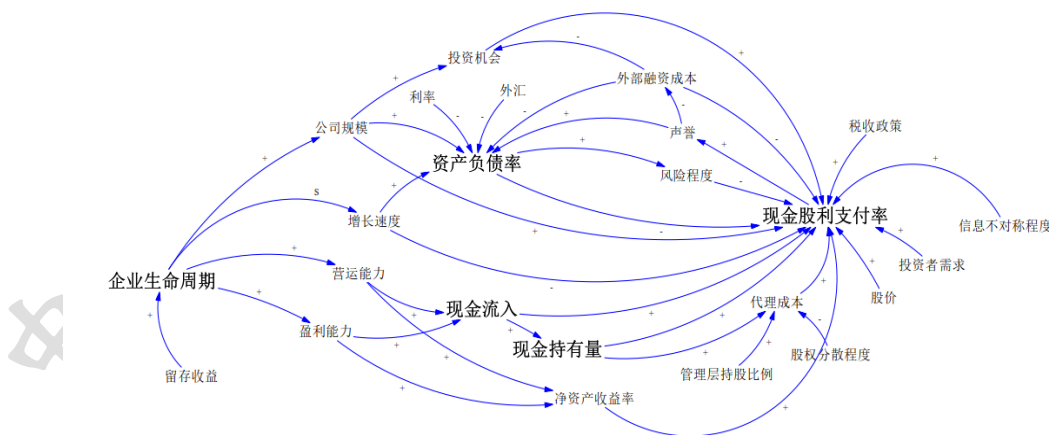 投资机会
外部融资成本
利率
外汇
公司规模
声誉
税收政策
资产负债率
风险程度
s
增长速度
现金股利支付率
信息不对称程度
投资者需求
企业生命周期
营运能力
股价
现金流入
代理成本
盈利能力
现金持有量
股权分散程度
留存收益
管理层持股比例
净资产收益率